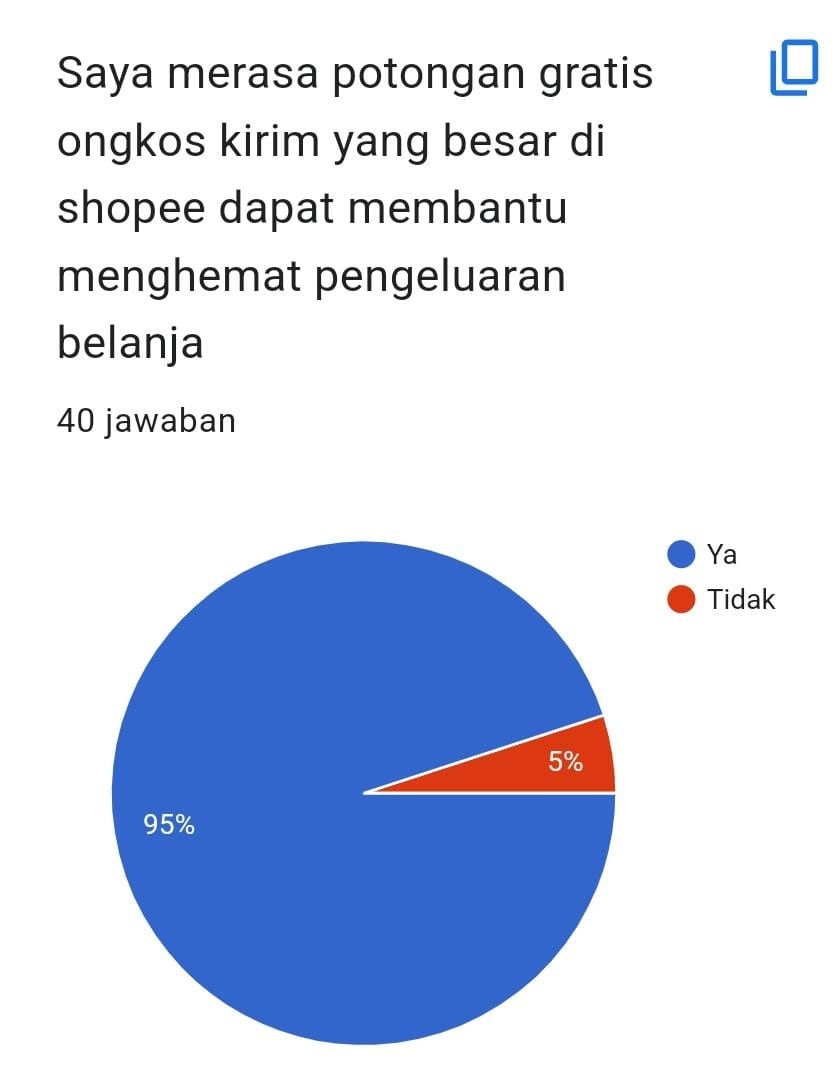 Saya merasa potongan gratis
ongkos kirim yang besar di
shopee dapat membantu
menghemat pengeluaran
belanja
40 jawaban
Ya
Tidak
5%
95%